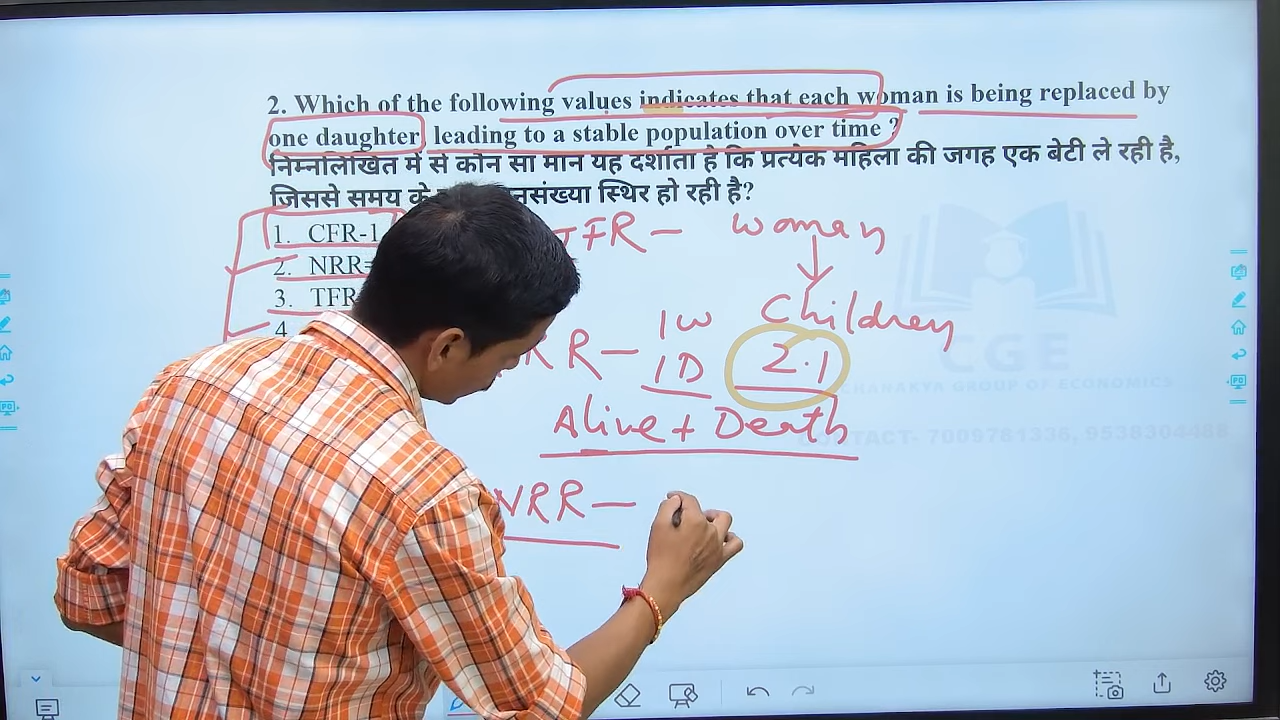 2. Which of the following values indicates that each woman is being replaced by
one daughter, leading to a stable population over time ?
निम्नलिखित में से कौन सा मान यह दर्शाता है कि प्रत्येक महिला की जगह एक बेटी ले रही है,
जिससे समय के जनसंख्या स्थिर हो रही है?
1. CFR-1
2. NRR=
3. TFR
4.
TFR - woman
Children
1W
RR - 1D 2.1
Alive + Death
NRR -
CGE
CHANAKYA GROUP OF ECONOMICS
CONTACT- 7009781336, 9538304488